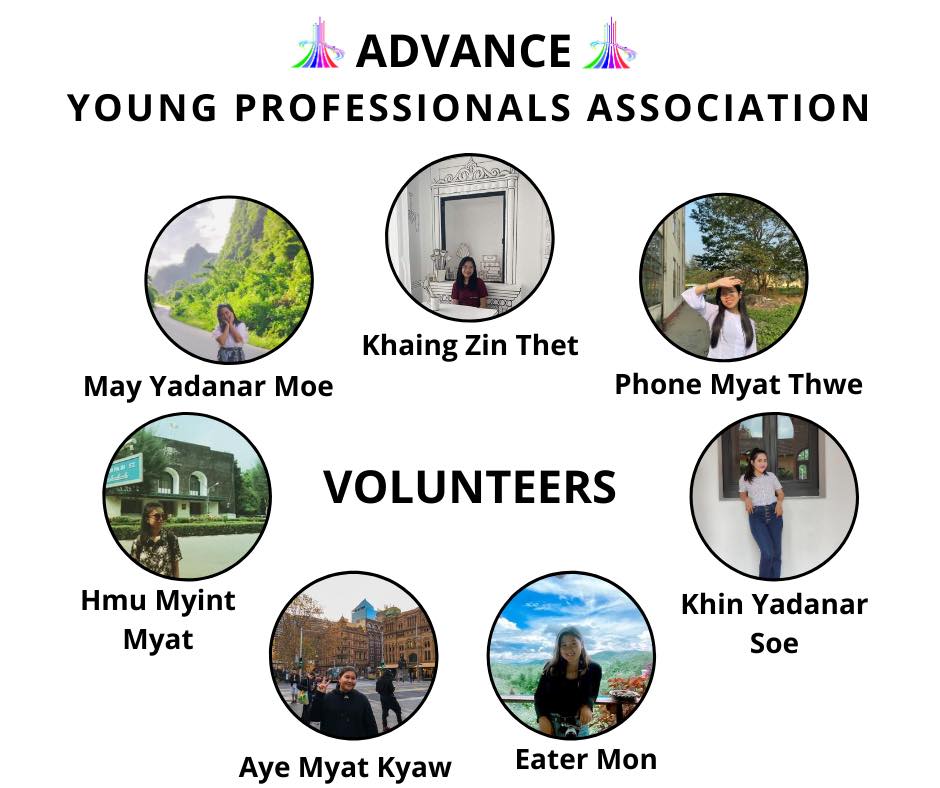 ADVANCE
YOUNG PROFESSIONALS ASSOCIATION
Khaing Zin Thet
May Yadanar Moe
Phone Myat Thwe
VOLUNTEERS
Hmu Myint
Myat
Khin Yadanar
Soe
Aye Myat Kyaw
Eater Mon